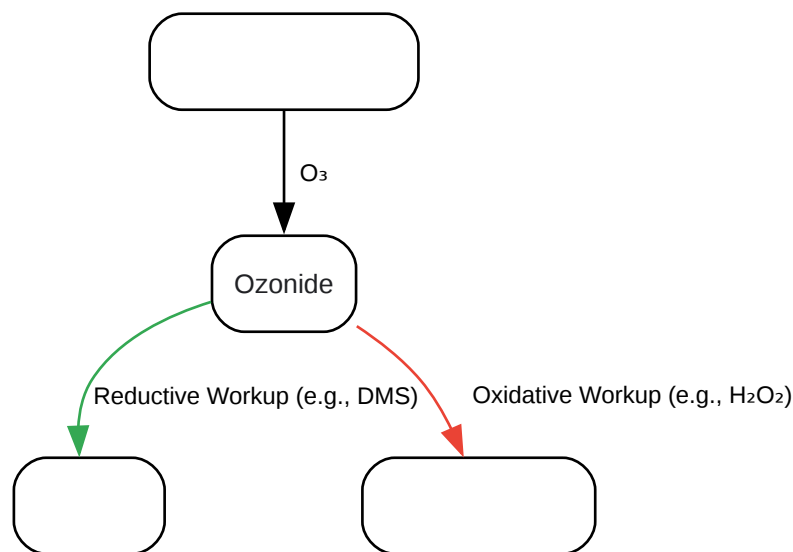 O₃
Ozonide
Reductive Workup (e.g., DMS)
Oxidative Workup (e.g., H₂O₂)